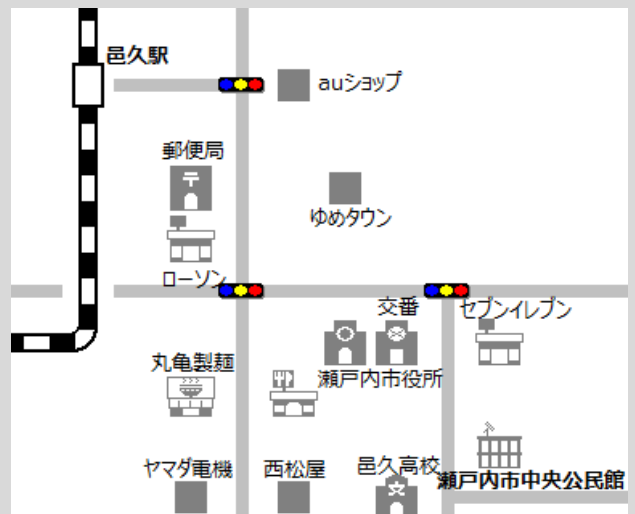 邑久駅
auショップ
郵便局
ゆめタウン
ローソン
交番
セブンイレブン
丸亀製麺
瀬戸内市役所
ヤマダ電機
西松屋
邑久高校
瀬戸内市中央公民館